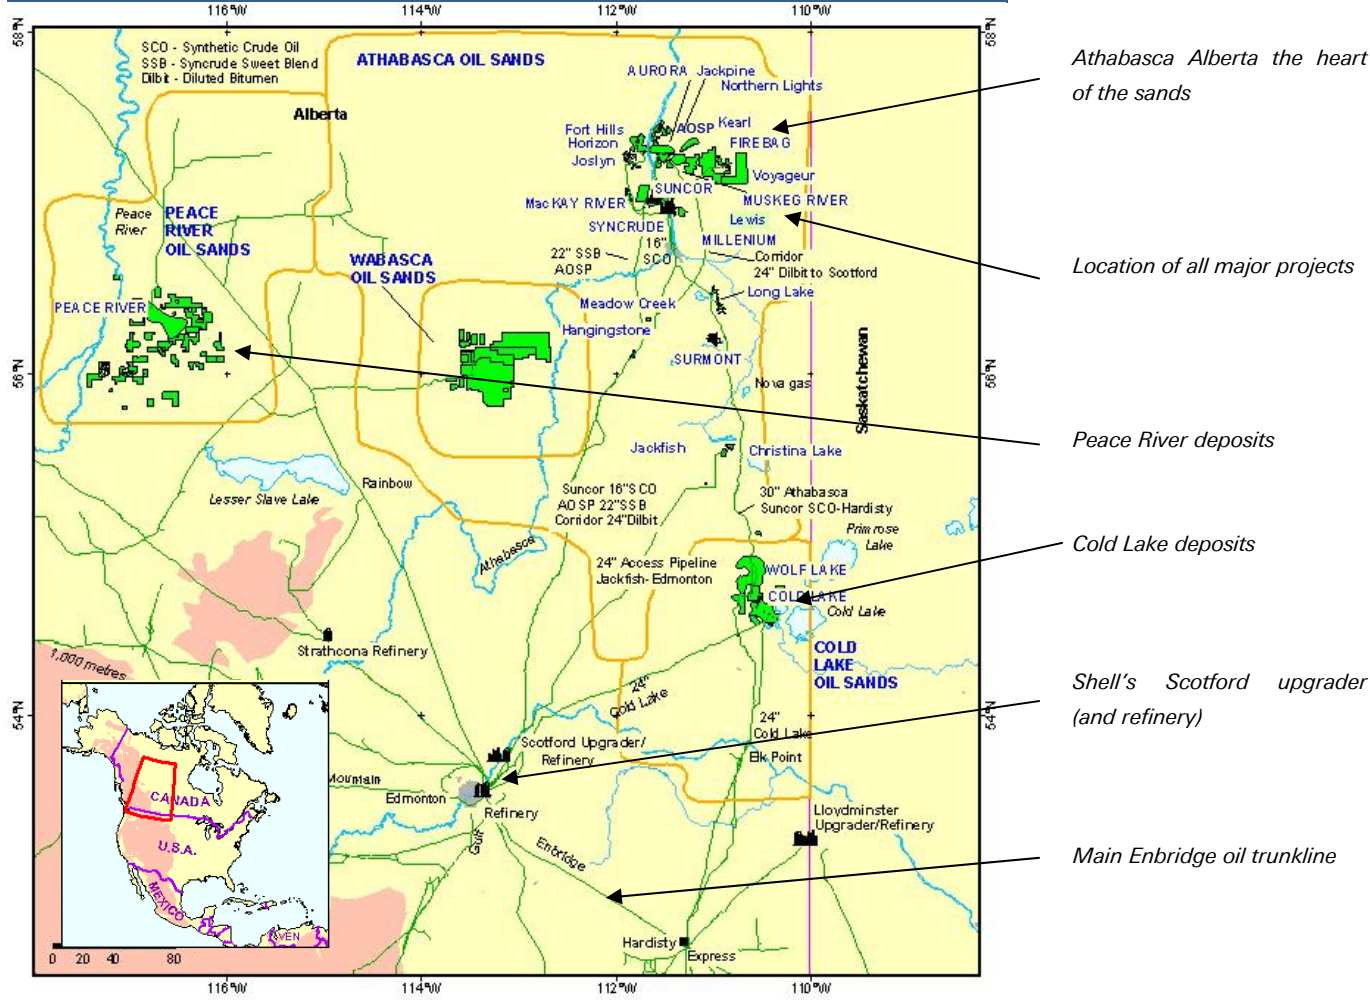 116°W
114°W
112°W
110°W
58°N
58°N
SCO - Synthetic Crude Oil
SSB - Syncrude Sweet Blend
Dilbit - Diluted Bitumen
ATHABASCA OIL SANDS
Alberta
AURORA
Jackpine
Northern Lights
Fort Hills
AOSP
Kearl
Horizon
FIREBAG
Joslyn
Voyageur
SUNCOR
MacKAY RIVER
MUSKEG RIVER
Lewis
SYNCRUDE
MILLENIUM
16"
SCO
22" SSB
AOSP
Corridor
24" Dilbit to Scotford
Peace
River
PEACE
RIVER
OIL SANDS
WABASCA
OIL SANDS
Long Lake
Meadow Creek
PEACE RIVER
Hangingstone
SURMONT
56°N
56°N
Nova gas
Saskatchewan
Jackfish
Christina Lake
Rainbow
Lesser Slave Lake
Suncor 16"SCO
AOSP 22"SSB
Corridor 24"Dilbit
30" Athabasca
Suncor SCO-Hardisty
Primrose
Lake
Athabasca
24" Access Pipeline
Jackfish-Edmonton
WOLF LAKE
COLD LAKE
Cold Lake
Strathcona Refinery
COLD
LAKE
OIL SANDS
1,000 metres
24"
Cold Lake
54°N
54°N
24"
Cold Lake
Elk Point
Scotford Upgrader/
Refinery
Mountain
Edmonton
Refinery
Lloydminster
Upgrader/Refinery
Gulf
Enbridge
Hardisty
Express
CANADA
U.S.A.
MEXICO
VEN
0 20 40 80
116°W
114°W
112°W
110°W
Athabasca Alberta the heart
of the sands
Location of all major projects
Peace River deposits
Cold Lake deposits
Shell's Scotford upgrader
(and refinery)
Main Enbridge oil trunkline